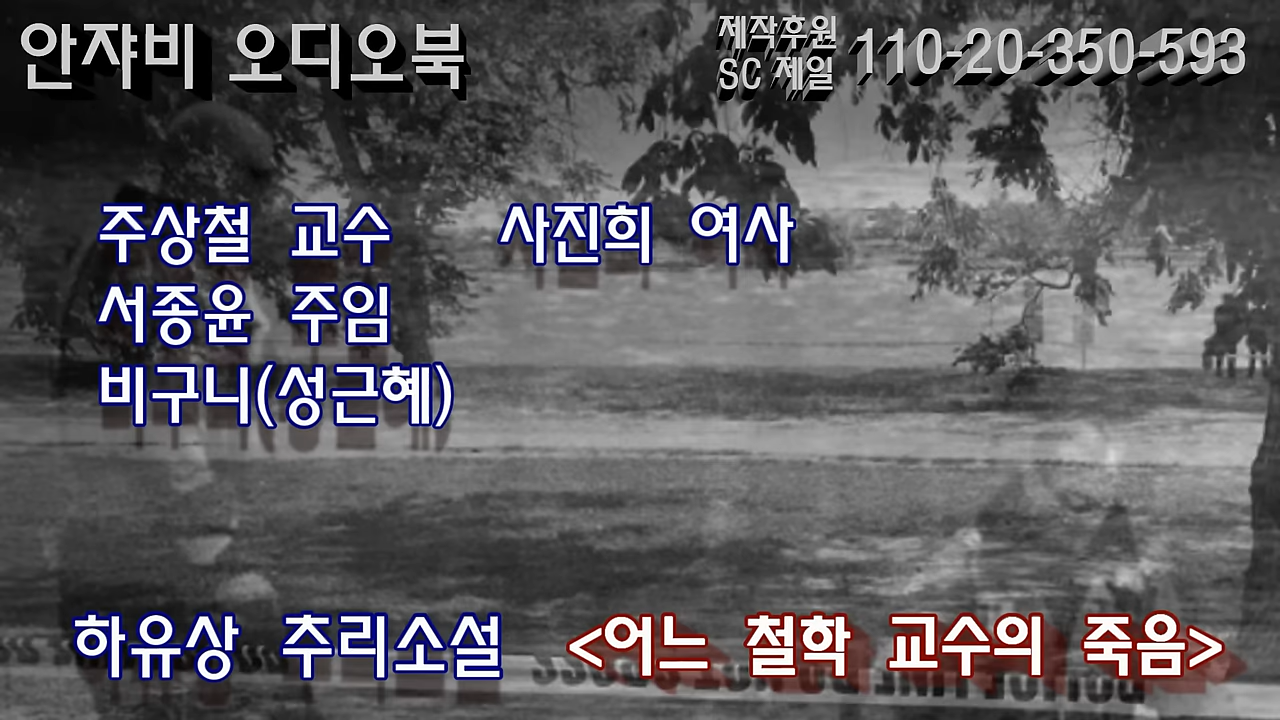 안쟈비 오디오북
제작후원
SC 제일
110-20-350-593
주상철 교수 사진희 여사
서종윤 주임
비구니(성근혜)
하유상 추리소설 <어느 철학 교수의 죽음>